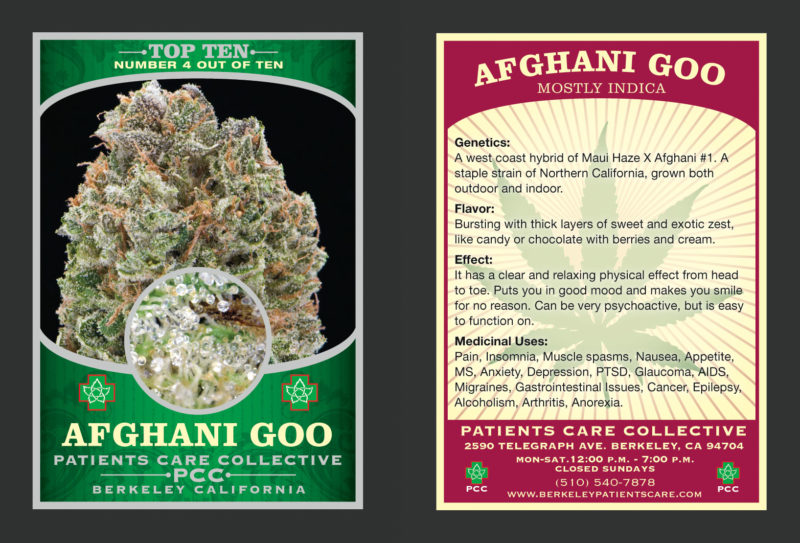 TOP TEN
NUMBER 4 OUT OF TEN
AFGHANI GOO
PATIENTS CARE COLLECTIVE
PCC
BERKELEY CALIFORNIA
AFGHANI GOO
MOSTLY INDICA
Genetics:
A west coast hybrid of Maui Haze X Afghani #1. A
staple strain of Northern California, grown both
outdoor and indoor.
Flavor:
Bursting with thick layers of sweet and exotic zest,
like candy or chocolate with berries and cream.
Effect:
It has a clear and relaxing physical effect from head
to toe. Puts you in good mood and makes you smile
for no reason. Can be very psychoactive, but is easy
to function on.
Medicinal Uses:
Pain, Insomnia, Muscle spasms, Nausea, Appetite,
MS, Anxiety, Depression, PTSD, Glaucoma, AIDS,
Migraines, Gastrointestinal Issues, Cancer, Epilepsy,
Alcoholism, Arthritis, Anorexia.
PATIENTS CARE COLLECTIVE
2590 TELEGRAPH AVE. BERKELEY, CA 94704
MON-SAT.12:00 P.M. - 7:00 P.M.
CLOSED SUNDAYS
(510) 540-7878
PCC
PCC
WWW.BERKELEYPATIENTSCARE.COM